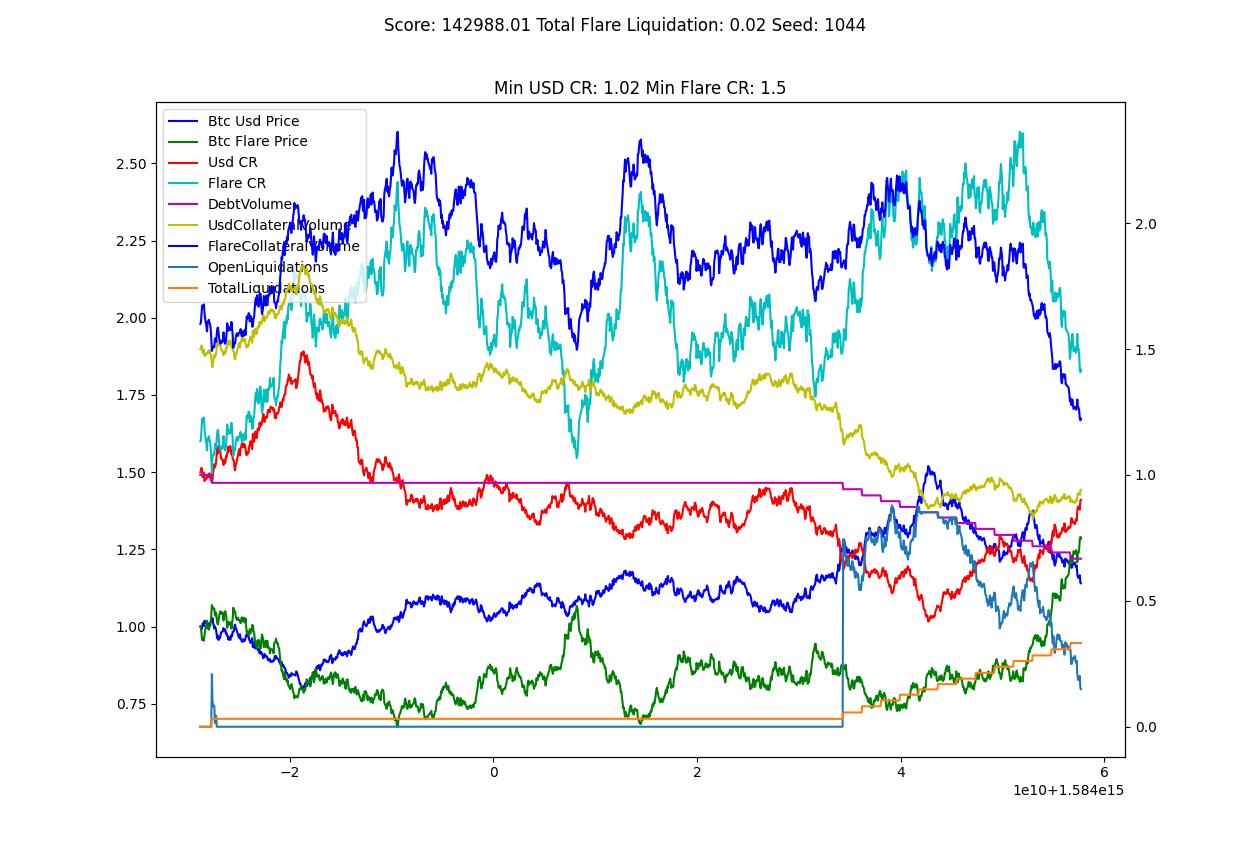 Score: 142988.01 Total Flare Liquidation: 0.02 Seed: 1044
Min USD CR: 1.02 Min Flare CR: 1.5
Btc Usd Price
Btc Flare Price
Usd CR
Flare CR
DebtVolume
UsdCollateralVolume
FlareCollateralVolume
OpenLiquidations
TotalLiquidations
2.50
2.25
2.00
1.75
1.50
1.25
1.00
0.75
2.0
1.5
1.0
0.5
0.0
−2
0
2
4
6
1e10+1.584e15